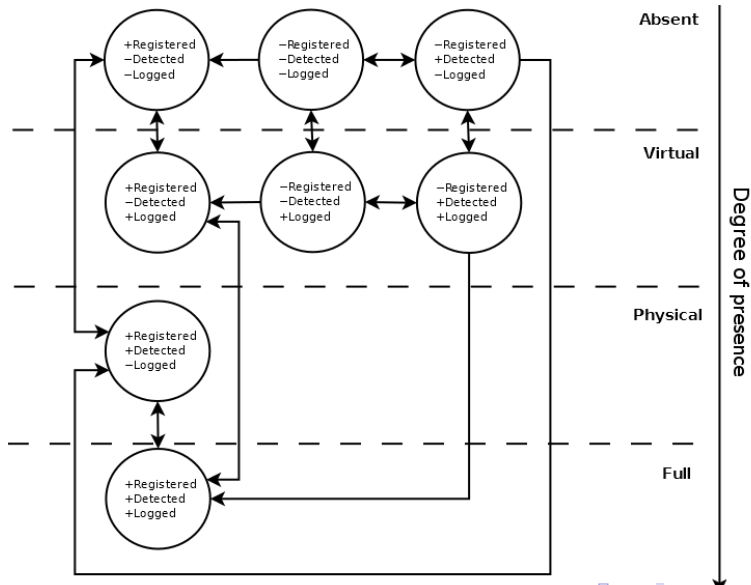 Absent
+Registered
−Detected
−Logged
−Registered
−Detected
−Logged
−Registered
+Detected
−Logged
Virtual
+Registered
−Detected
+Logged
−Registered
−Detected
+Logged
−Registered
+Detected
+Logged
Degree of presence
Physical
+Registered
+Detected
−Logged
Full
+Registered
+Detected
+Logged